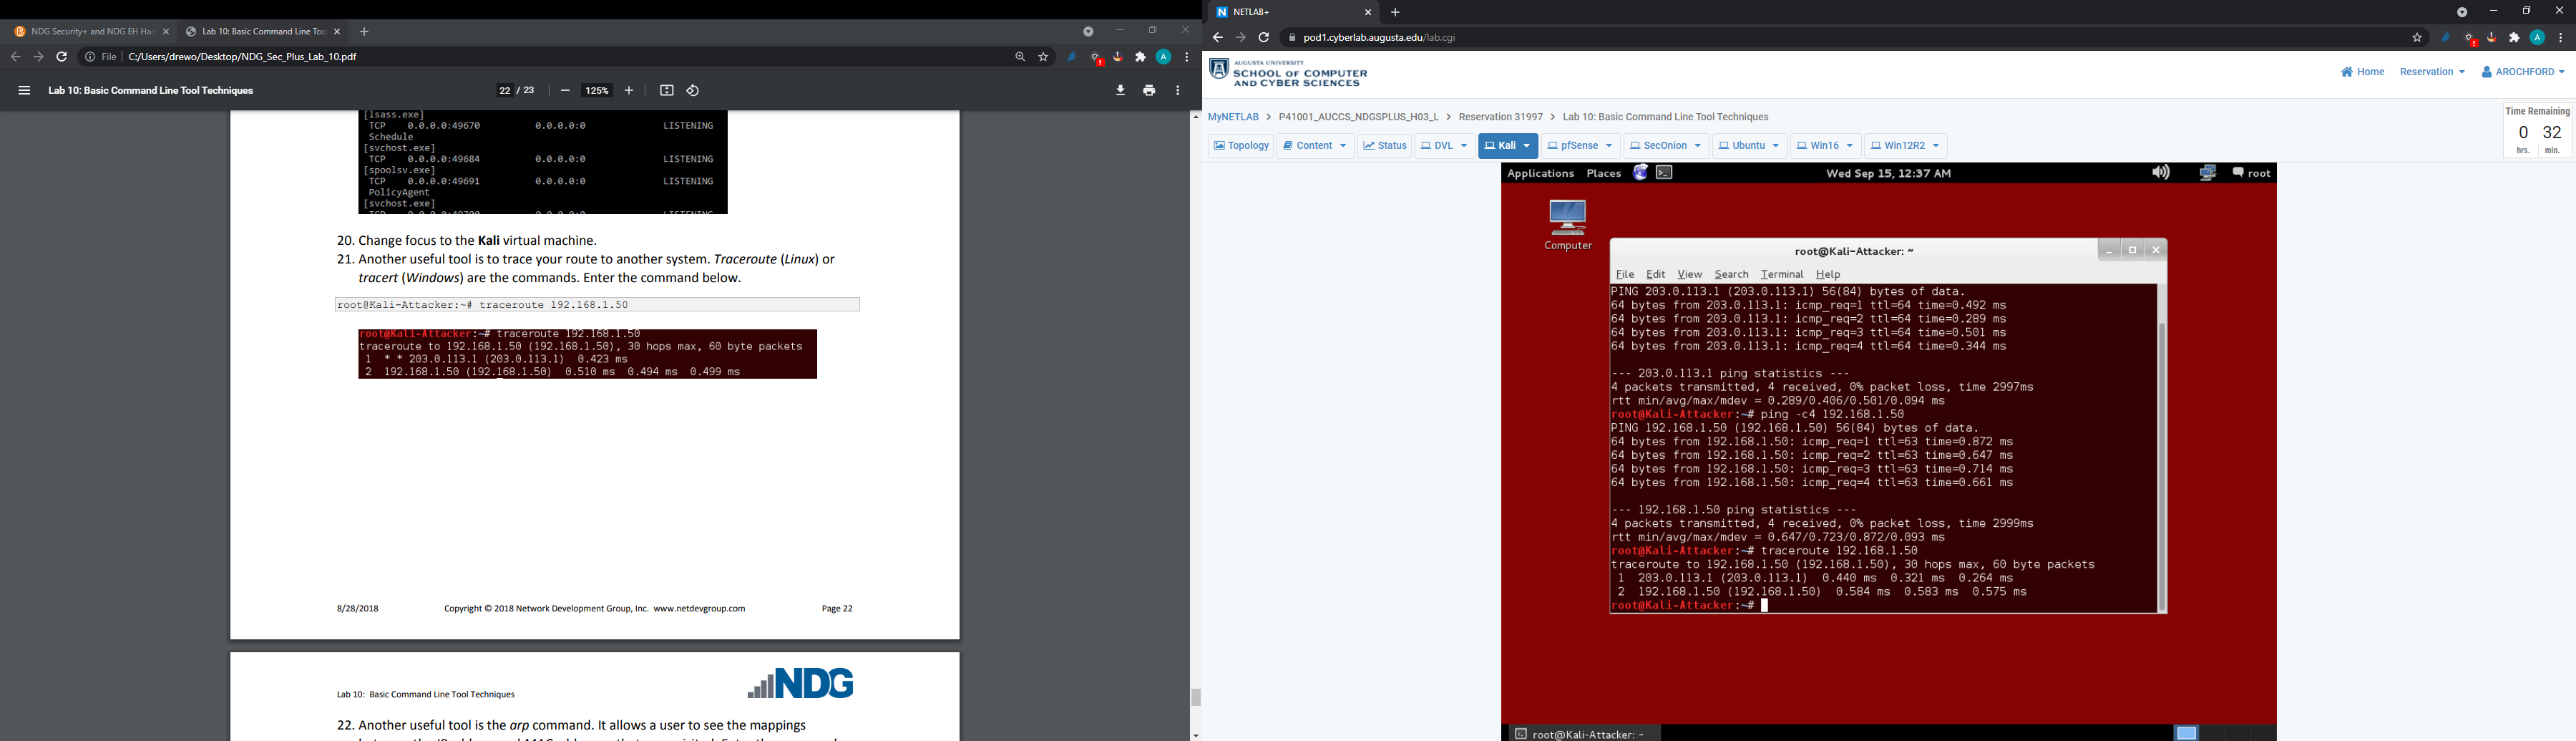 NDG Security+ and NDG EH Hac
Lab 10: Basic Command Line Too
File
C:/Users/drewo/Desktop/NDG_Sec_Plus_Lab_10.pdf
A
Lab 10: Basic Command Line Tool Techniques
22 / 23
125%
[lsass.exe]
TCP 0.0.0.0:49670 0.0.0.0:0 LISTENING
Schedule
[svchost.exe]
TCP 0.0.0.0:49684 0.0.0.0:0 LISTENING
[spoolsv.exe]
TCP 0.0.0.0:49691 0.0.0.0:0 LISTENING
PolicyAgent
[svchost.exe]
20. Change focus to the Kali virtual machine.
21. Another useful tool is to trace your route to another system. Traceroute (Linux) or
tracert (Windows) are the commands. Enter the command below.
root@Kali-Attacker:~# traceroute 192.168.1.50
root@Kali-Attacker:~# traceroute 192.168.1.50
traceroute to 192.168.1.50 (192.168.1.50), 30 hops max, 60 byte packets
1 * * 203.0.113.1 (203.0.113.1) 0.423 ms
2 192.168.1.50 (192.168.1.50) 0.510 ms 0.494 ms 0.499 ms
8/28/2018 Copyright © 2018 Network Development Group, Inc. www.netdevgroup.com Page 22
NDG
Lab 10: Basic Command Line Tool Techniques
22. Another useful tool is the arp command. It allows a user to see the mappings
N NETLAB+
pod1.cyberlab.augusta.edu/lab.cgi
A
AUGUSTA UNIVERSITY
SCHOOL OF COMPUTER
AND CYBER SCIENCES
Home
Reservation
AROCHFORD
MyNETLAB > P41001_AUCCS_NDGSPLUS_H03_L > Reservation 31997 > Lab 10: Basic Command Line Tool Techniques
Time Remaining
0 32
hrs. min.
Topology
Content
Status
DVL
Kali
pfSense
SecOnion
Ubuntu
Win16
Win12R2
Applications Places
Wed Sep 15, 12:37 AM
root
Computer
root@Kali-Attacker: ~
File Edit View Search Terminal Help
PING 203.0.113.1 (203.0.113.1) 56(84) bytes of data.
64 bytes from 203.0.113.1: icmp_req=1 ttl=64 time=0.492 ms
64 bytes from 203.0.113.1: icmp_req=2 ttl=64 time=0.289 ms
64 bytes from 203.0.113.1: icmp_req=3 ttl=64 time=0.501 ms
64 bytes from 203.0.113.1: icmp_req=4 ttl=64 time=0.344 ms
--- 203.0.113.1 ping statistics ---
4 packets transmitted, 4 received, 0% packet loss, time 2997ms
rtt min/avg/max/mdev = 0.289/0.406/0.501/0.094 ms
root@Kali-Attacker:~# ping -c4 192.168.1.50
PING 192.168.1.50 (192.168.1.50) 56(84) bytes of data.
64 bytes from 192.168.1.50: icmp_req=1 ttl=63 time=0.872 ms
64 bytes from 192.168.1.50: icmp_req=2 ttl=63 time=0.647 ms
64 bytes from 192.168.1.50: icmp_req=3 ttl=63 time=0.714 ms
64 bytes from 192.168.1.50: icmp_req=4 ttl=63 time=0.661 ms
--- 192.168.1.50 ping statistics ---
4 packets transmitted, 4 received, 0% packet loss, time 2999ms
rtt min/avg/max/mdev = 0.647/0.723/0.872/0.093 ms
root@Kali-Attacker:~# traceroute 192.168.1.50
traceroute to 192.168.1.50 (192.168.1.50), 30 hops max, 60 byte packets
1 203.0.113.1 (203.0.113.1) 0.440 ms 0.321 ms 0.264 ms
2 192.168.1.50 (192.168.1.50) 0.584 ms 0.583 ms 0.575 ms
root@Kali-Attacker:~#
root@Kali-Attacker: ~